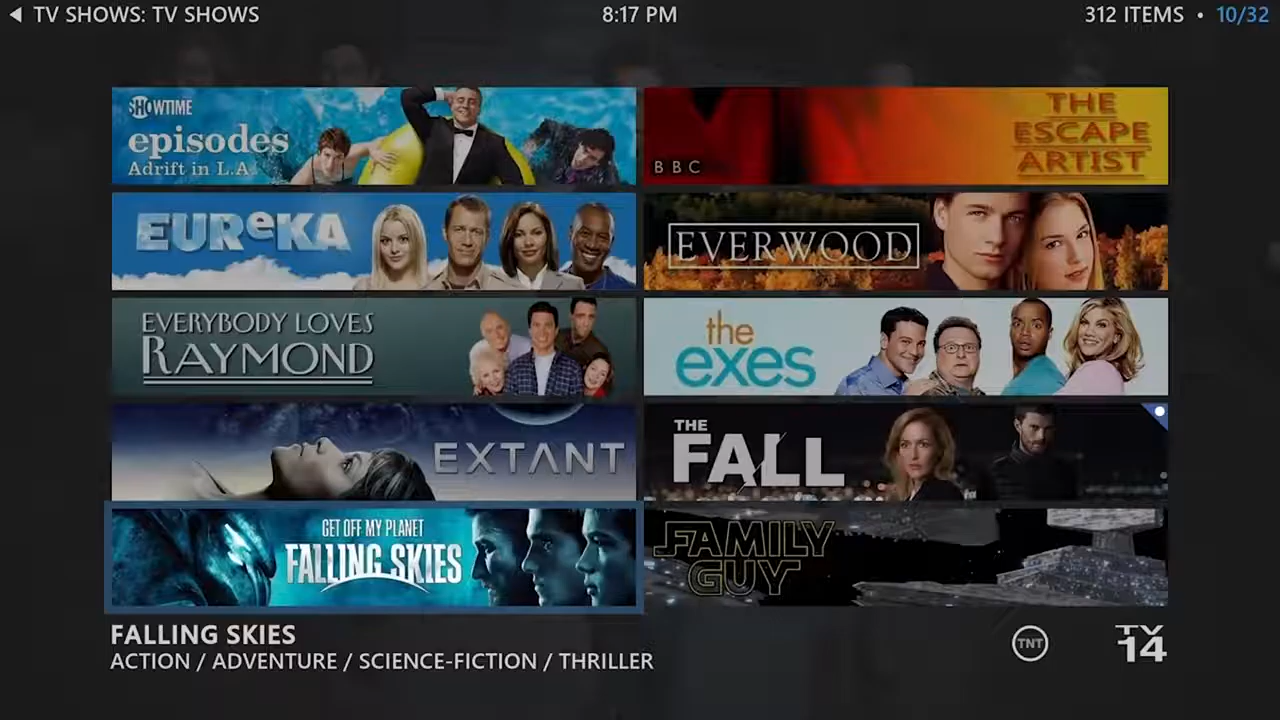 TV SHOWS: TV SHOWS
8:17 PM
312 ITEMS • 10/32
SHOWTIME
episodes
Adrift in L.A.
BBC
THE
ESCAPE
ARTIST
EUReKA
EVERWOOD
EVERYBODY LOVES
RAYMOND
the
exes
EXTANT
THE
FALL
GET OFF MY PLANET
FALLING SKIES
FAMILY
GUY
FALLING SKIES
ACTION / ADVENTURE / SCIENCE-FICTION / THRILLER
TNT
TV
14